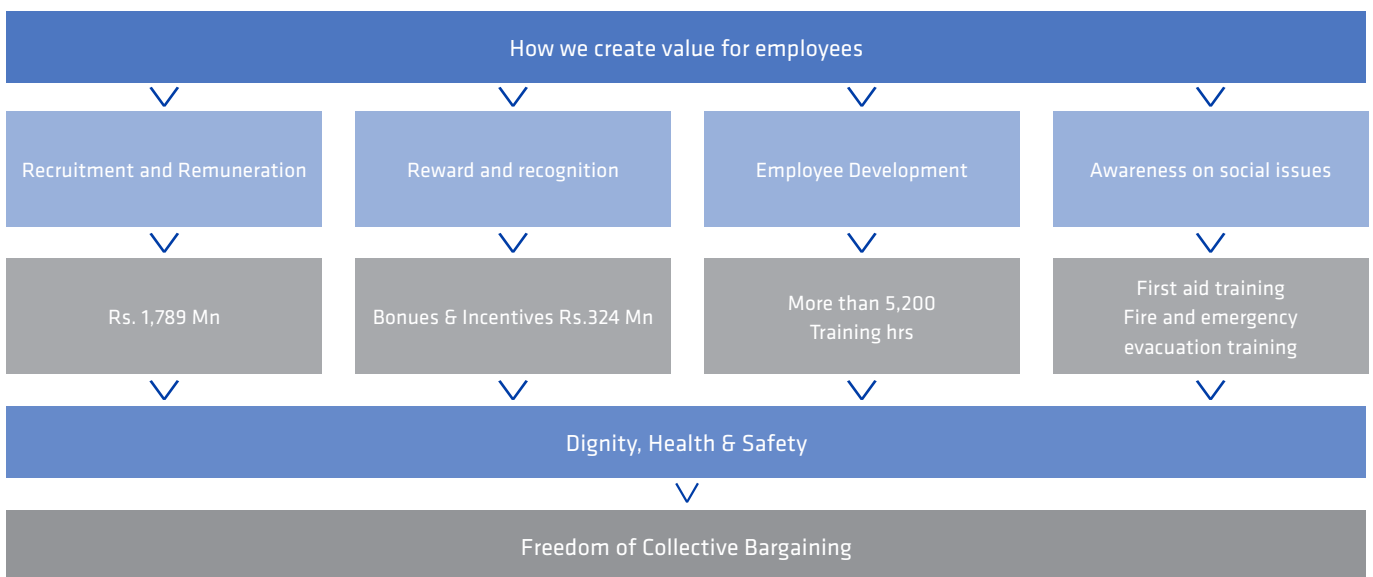 How we create value for employees
Recruitment and Remuneration
Reward and recognition
Employee Development
Awareness on social issues
Rs. 1,789 Mn
Bonues & Incentives Rs.324 Mn
More than 5,200
Training hrs
First aid training
Fire and emergency
evacuation training
Dignity, Health & Safety
Freedom of Collective Bargaining